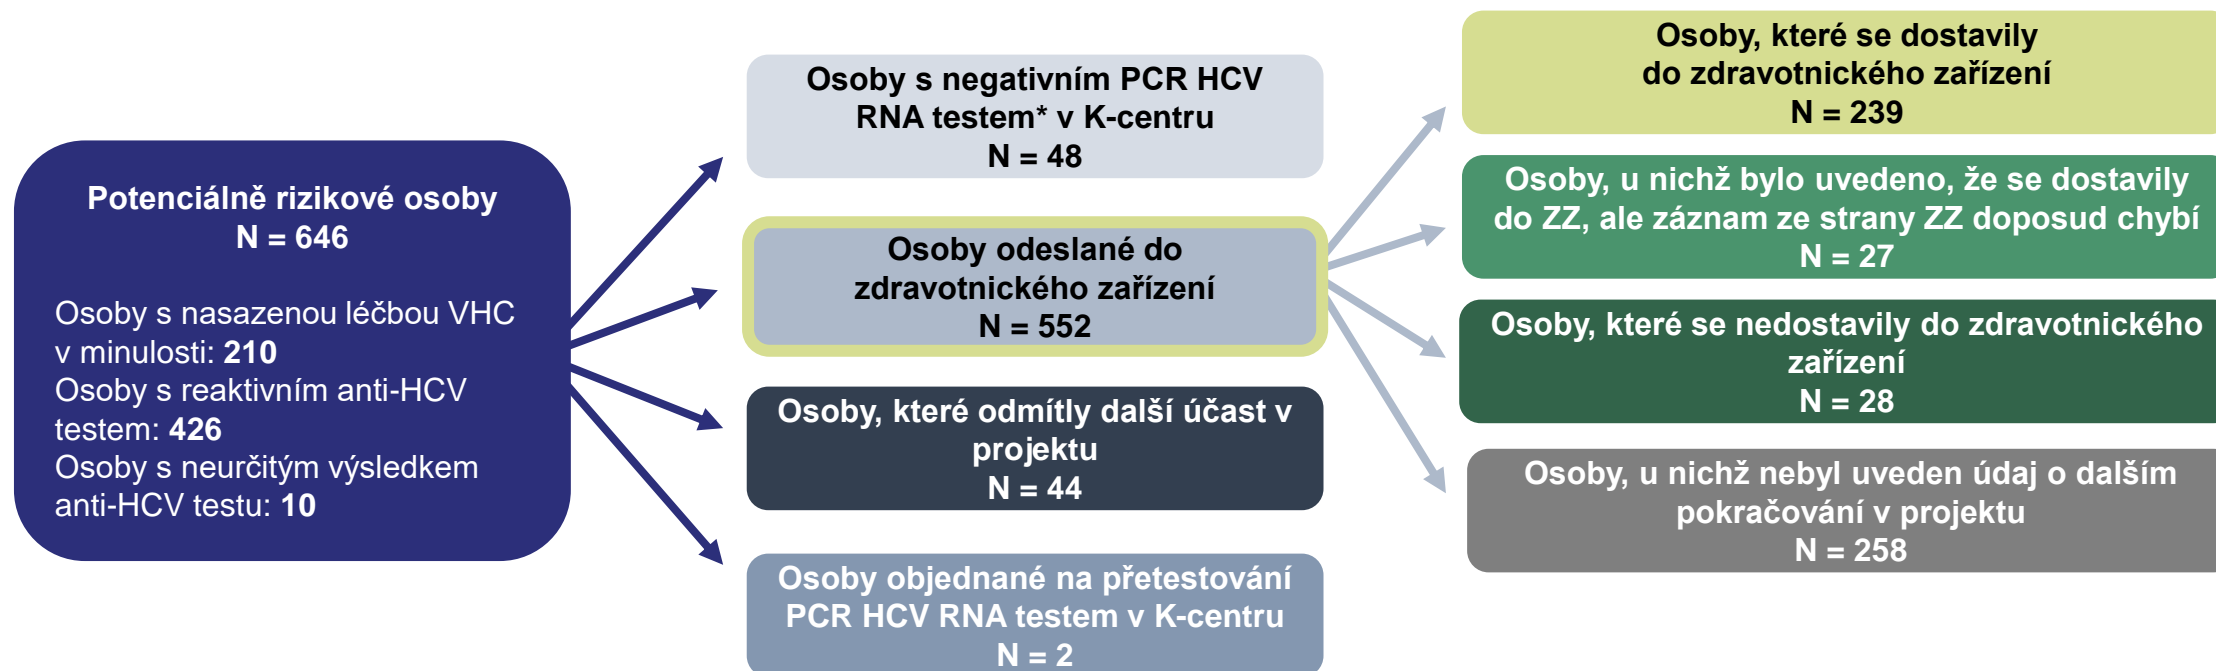 Potenciálně rizikové osoby
N = 646
Osoby s nasazenou léčbou VHC
v minulosti: 210
Osoby s reaktivním anti-HCV
testem: 426
Osoby s neurčitým výsledkem
anti-HCV testu: 10
Osoby s negativním PCR HCV
RNA testem* v K-centru
N = 48
Osoby odeslané do
zdravotnického zařízení
N = 552
Osoby, které odmítly další účast v
projektu
N = 44
Osoby objednané na přetestování
PCR HCV RNA testem v K-centru
N = 2
Osoby, které se dostavily
do zdravotnického zařízení
N = 239
Osoby, u nichž bylo uvedeno, že se dostavily
do ZZ, ale záznam ze strany ZZ doposud chybí
N = 27
Osoby, které se nedostavily do zdravotnického
zařízení
N = 28
Osoby, u nichž nebyl uveden údaj o dalším
pokračování v projektu
N = 258